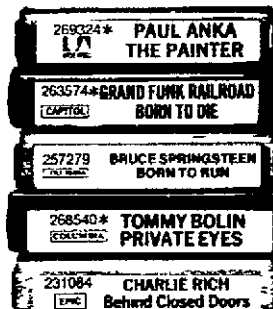 269324* PAUL ANKA
THE PAINTER
263574* GRAND FUNK RAILROAD
CAPITOL BORN TO DIE
257279 BRUCE SPRINGSTEEN
COLUMBIA BORN TO RUN
268540* TOMMY BOLIN
COLUMBIA PRIVATE EYES
231084 CHARLIE RICH
EPIC Behind Closed Doors